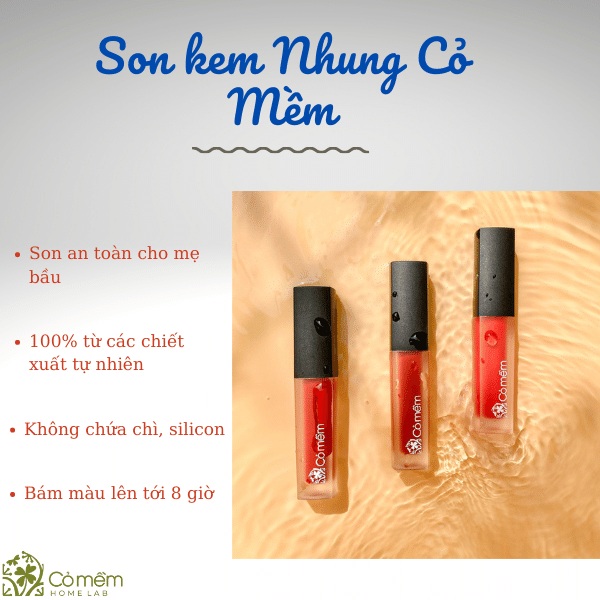 Son kem Nhung Cỏ
Mềm
• Son an toàn cho mẹ
bầu
• 100% từ các chiết
xuất tự nhiên
• Không chứa chì, silicon
• Bám màu lên tới 8 giờ
Cỏ mềm
Cỏ mềm
Cỏ mềm
Cỏ mềm
HOME LAB